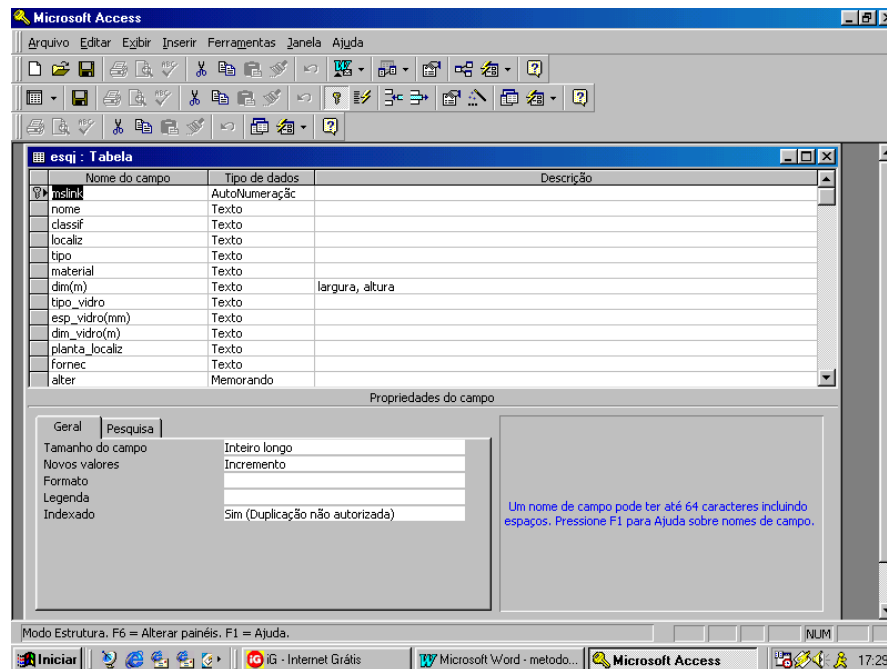 Microsoft Access
Arquivo Editar Exibir Inserir Ferramentas Janela Ajuda
esqj : Tabela
Nome do campo Tipo de dados Descrição
mslink AutoNumeraçãc
nome Texto
classif Texto
localiz Texto
tipo Texto
material Texto
dim(m) Texto largura, altura
tipo_vidro Texto
esp_vidro(mm) Texto
dim_vidro(m) Texto
planta_localiz Texto
fornec Texto
alter Memorando
Propriedades do campo
Geral Pesquisa
Tamanho do campo Inteiro longo
Novos valores Incremento
Formato
Legenda
Indexado Sim (Duplicação não autorizada)
Um nome de campo pode ter até 64 caracteres incluindo
espaços. Pressione F1 para Ajuda sobre nomes de campo.
Modo Estrutura. F6 = Alterar painéis. F1 = Ajuda. NUM
Iniciar iG - Internet Grátis Microsoft Word - metodo... Microsoft Access